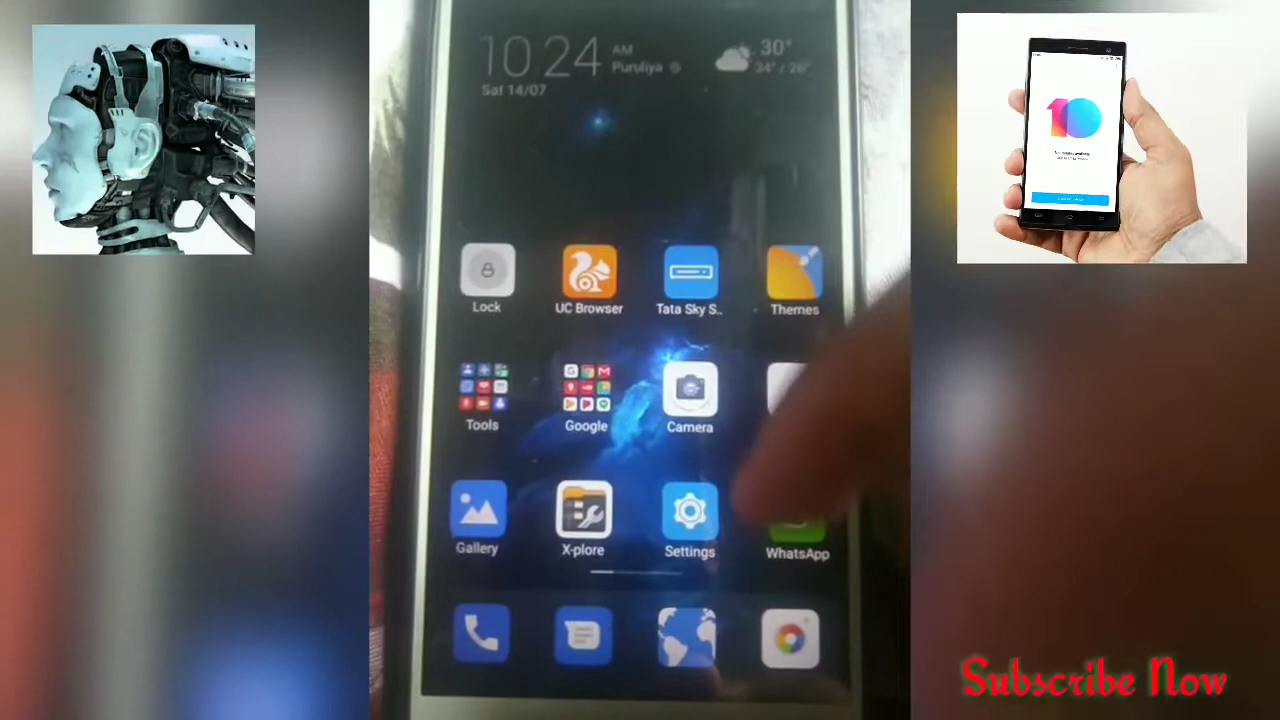 10:24
AM
Puruliya
30°
34° / 26°
Sat 14/07
10
Lock
UC Browser
Tata Sky S..
Themes
Tools
Google
Camera
Gallery
X-plore
Settings
WhatsApp
Subscribe Now